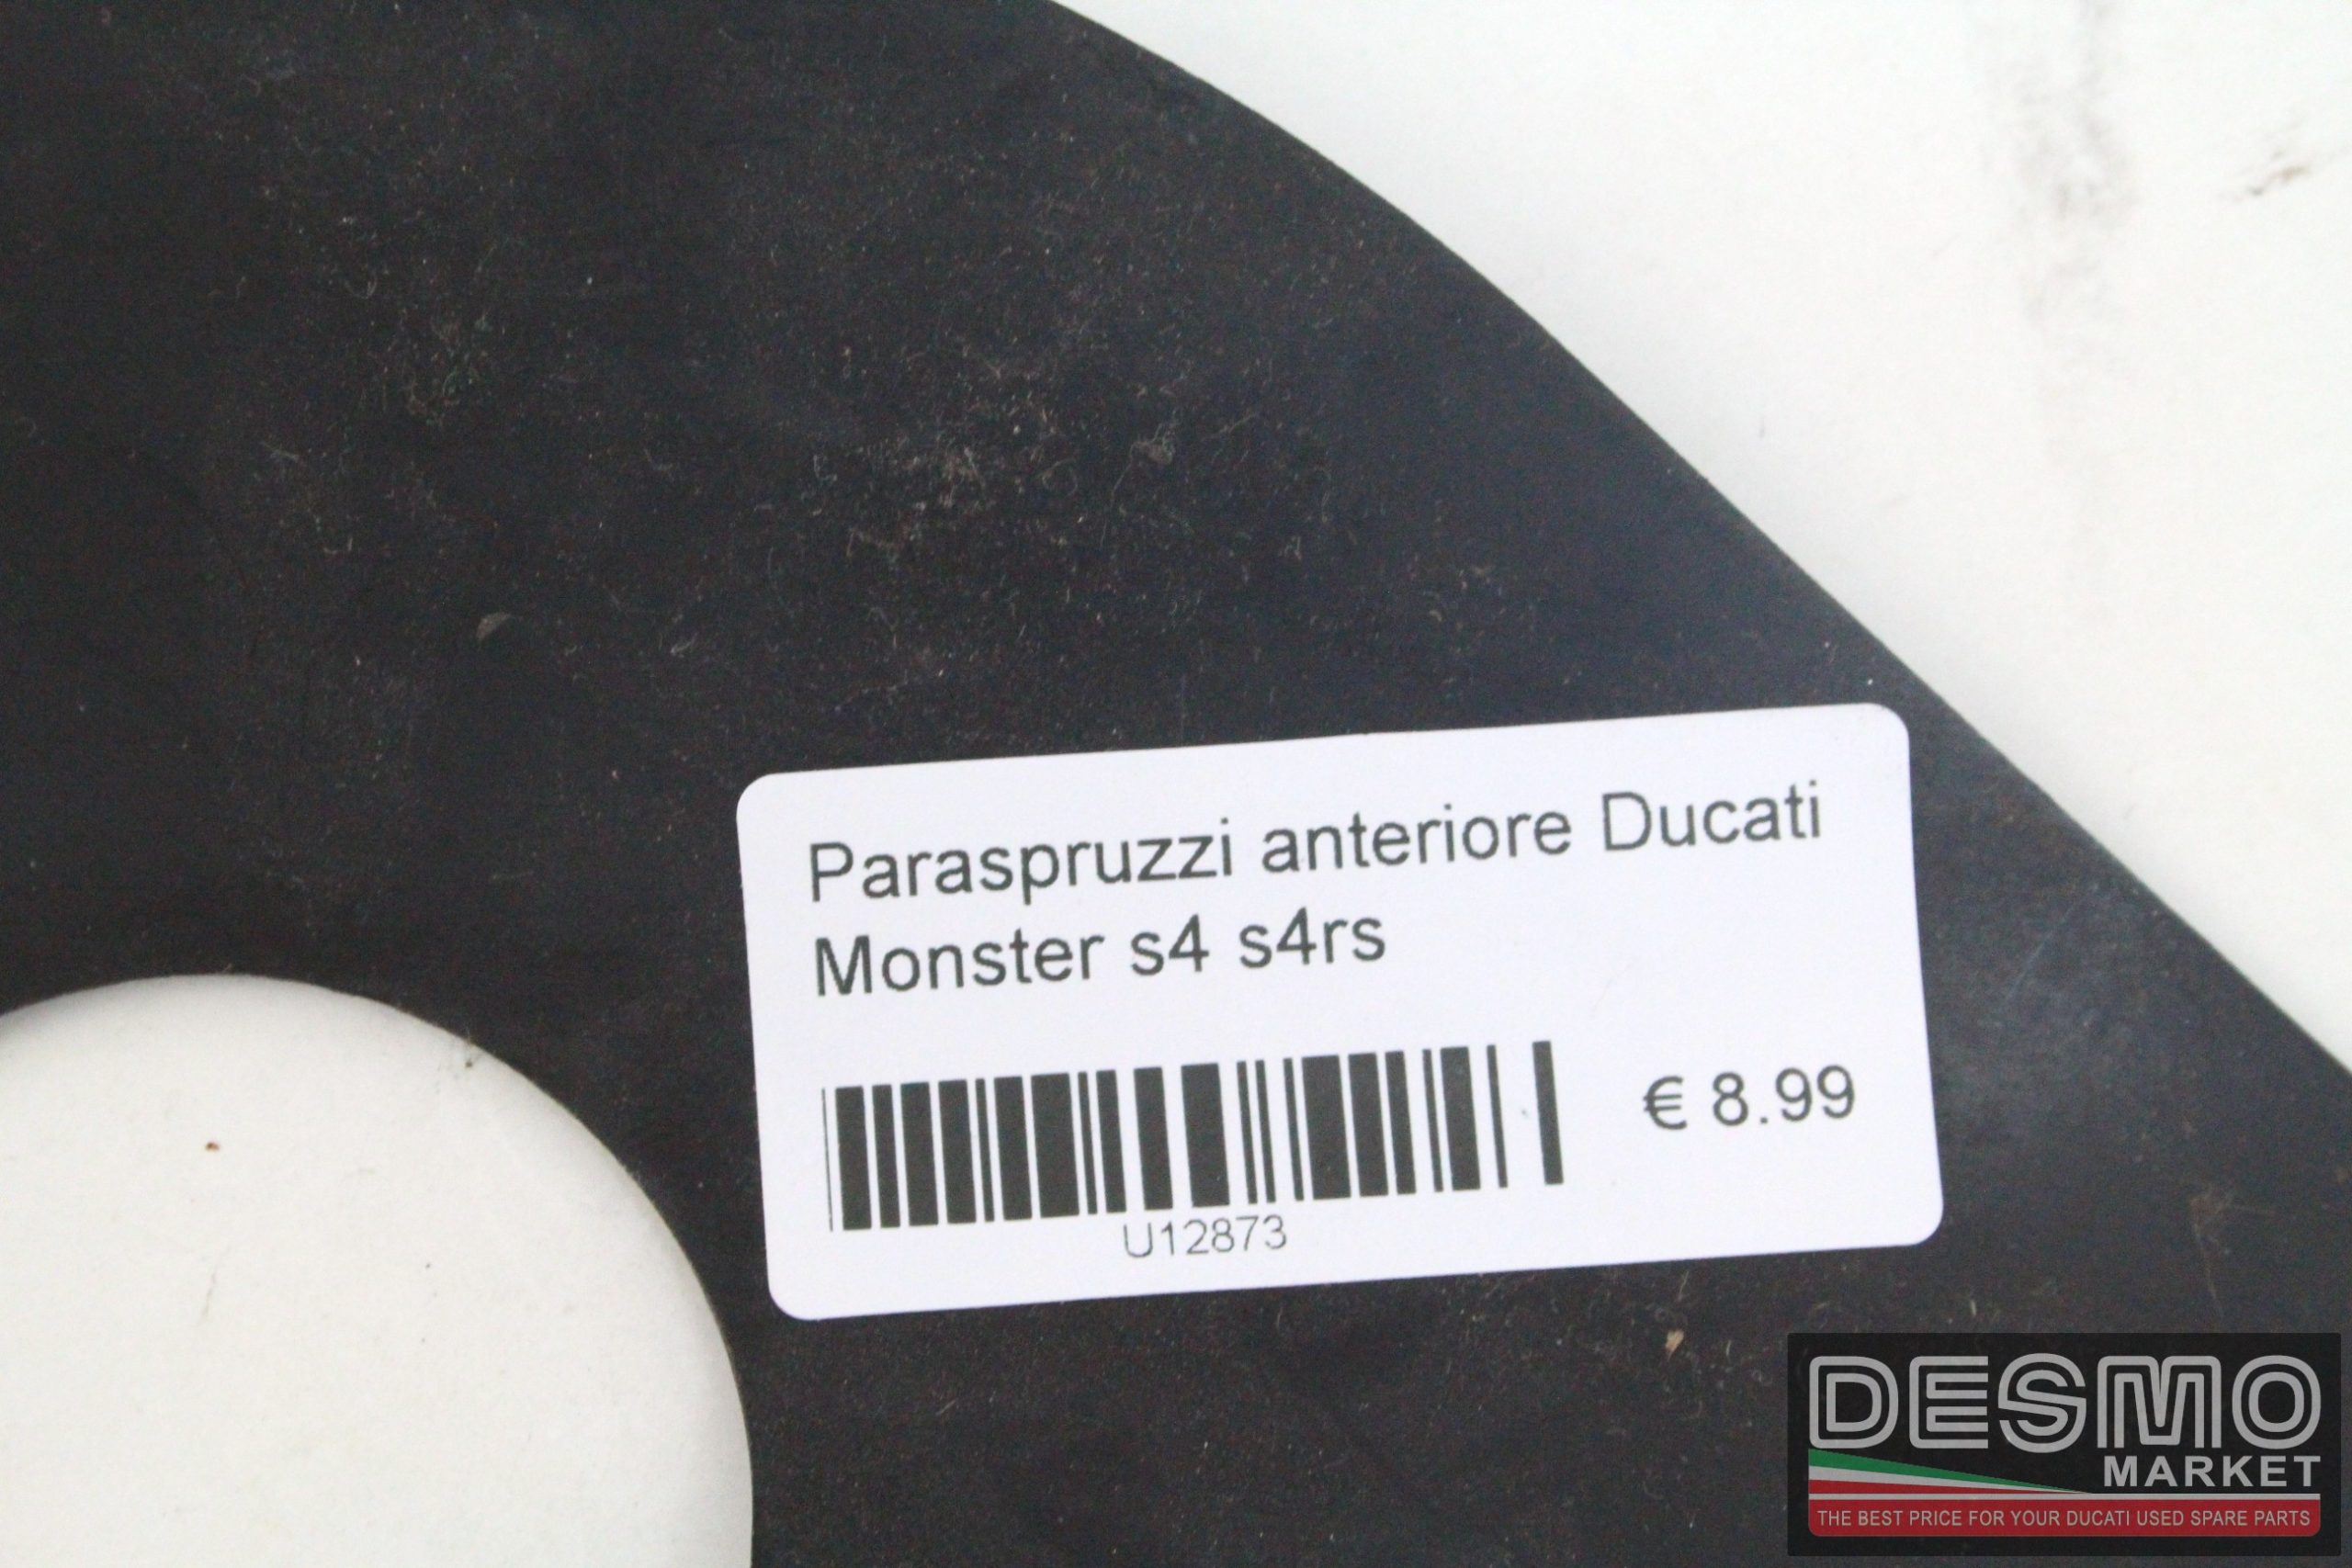 Paraspruzzi anteriore Ducati
Monster s4 s4rs
€ 8.99
U12873
DESMO
MARKET
THE BEST PRICE FOR YOUR DUCATI USED SPARE PARTS